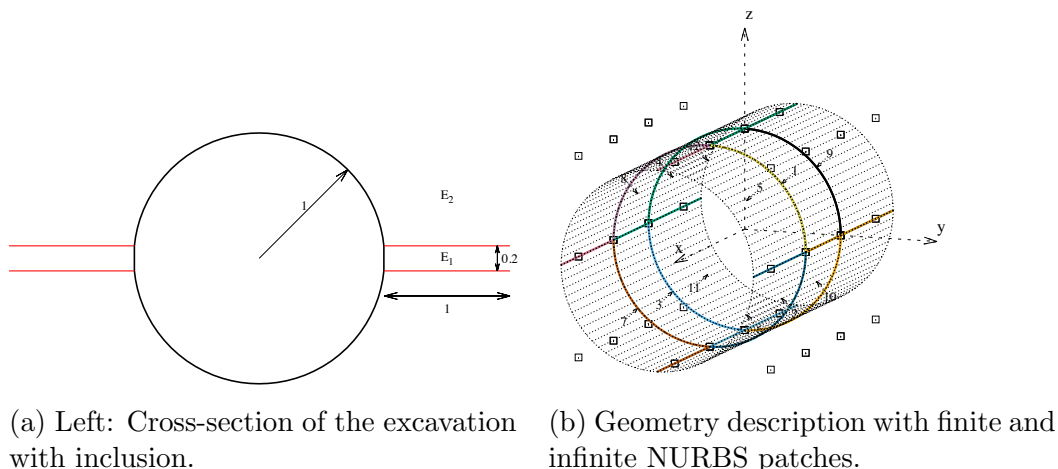 1
E₂
E₁
0.2
1
z
9
8
1
5
y
x
11
3
10
7
(a) Left: Cross-section of the excavation
with inclusion.
(b) Geometry description with finite and
infinite NURBS patches.